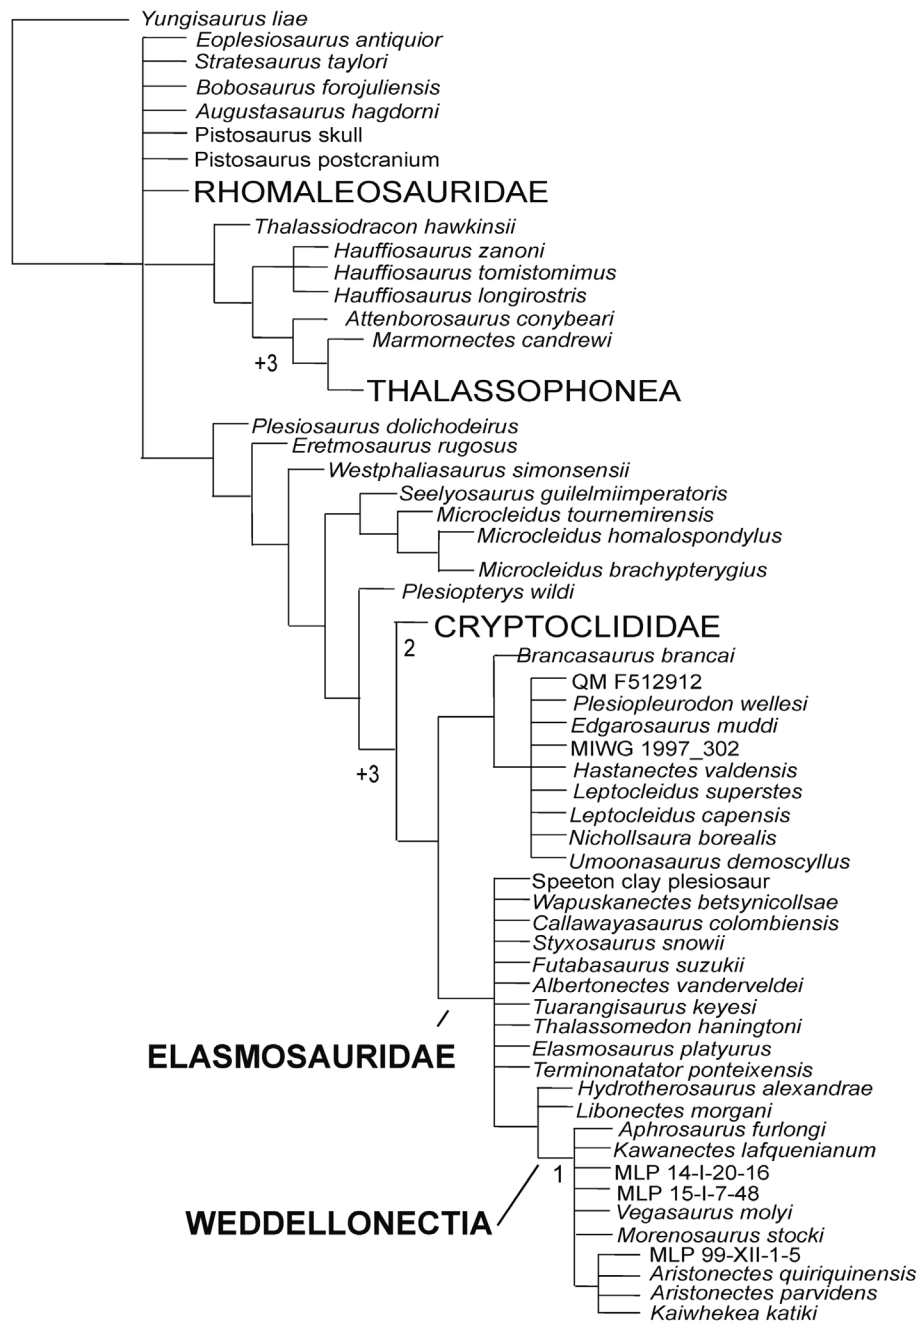 Yungisaurus liae
Eoplesiosaurus antiquior
Stratesaurus taylori
Bobosaurus forojuliensis
Augustasaurus hagdorni
Pistosaurus skull
Pistosaurus postcranium
RHOMALEOSAURIDAE
Thalassiodracon hawkinsii
Hauffiosaurus zanoni
Hauffiosaurus tomistomimus
Hauffiosaurus longirostris
Attenborosaurus conybeari
Marmornectes candrewi
+3
THALASSOPHONEA
Plesiosaurus dolichodeirus
Eretmosaurus rugosus
Westphaliasaurus simonsensii
Seelyosaurus guilelmiimperatoris
Microcleidus tournemirensis
Microcleidus homalospondylus
Microcleidus brachypterygius
Plesiopterys wildi
CRYPTOCLIDIDAE
2
Brancasaurus brancai
QM F512912
Plesiopleurodon wellesi
Edgarosaurus muddi
MIWG 1997_302
+3
Hastanectes valdensis
Leptocleidus superstes
Leptocleidus capensis
Nichollsaura borealis
Umoonasaurus demoscyllus
Speeton clay plesiosaur
Wapuskanectes betsynicollsae
Callawayasaurus colombiensis
Styxosaurus snowii
Futabasaurus suzukii
Albertonectes vanderveldei
Tuarangisaurus keyesi
Thalassomedon haningtoni
Elasmosaurus platyurus
ELASMOSAURIDAE
Terminonatator ponteixensis
Hydrotherosaurus alexandrae
Libonectes morgani
Aphrosaurus furlongi
Kawanectes lafquenianum
1
MLP 14-I-20-16
MLP 15-I-7-48
Vegasaurus molyi
WEDDELLONECTIA
Morenosaurus stocki
MLP 99-XII-1-5
Aristonectes quiriquinensis
Aristonectes parvidens
Kaiwhekea katiki